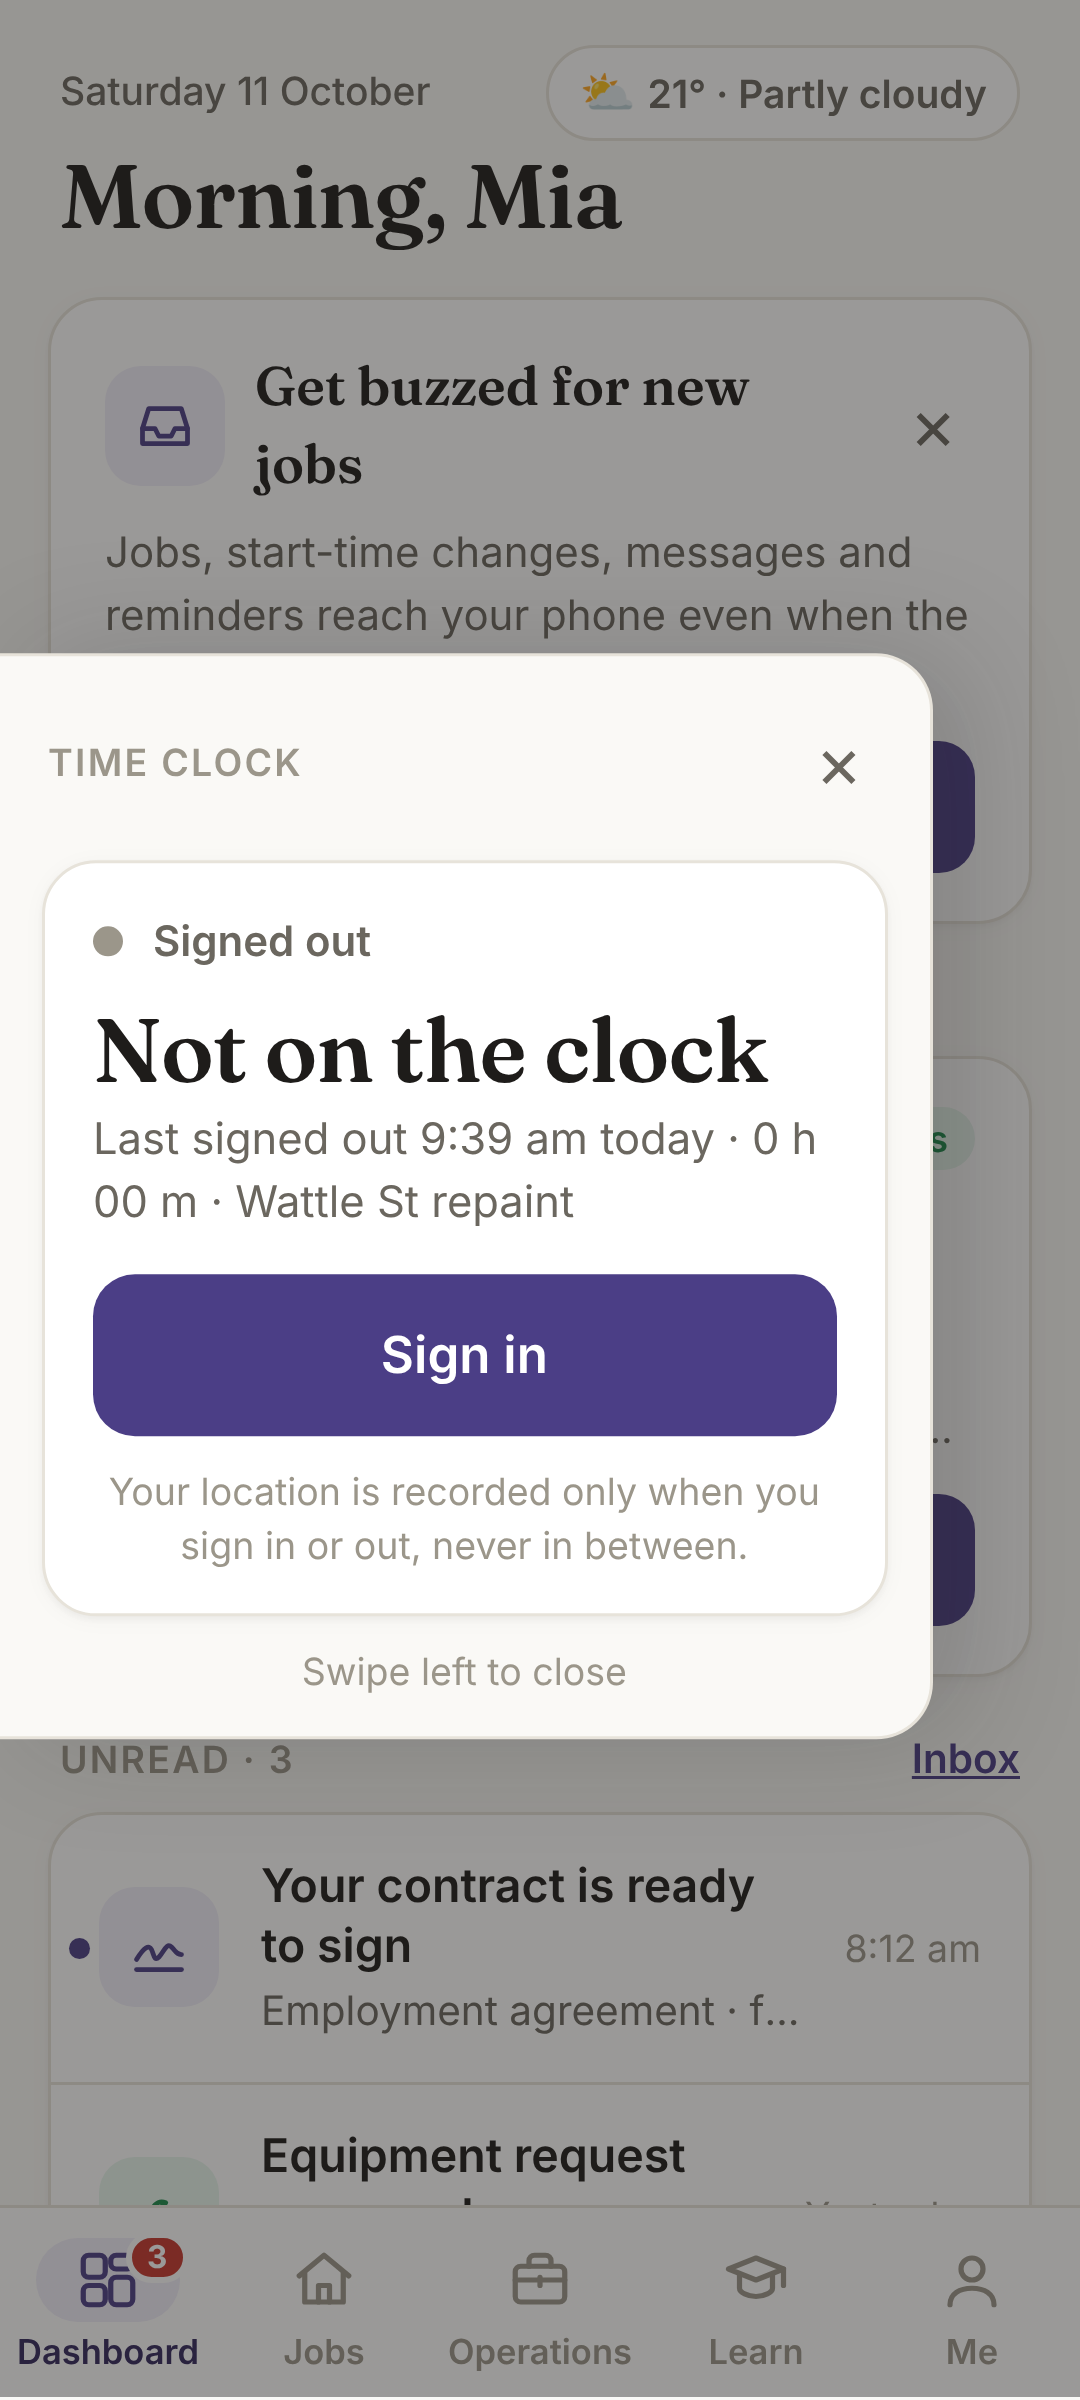 Saturday 11 October
21° · Partly cloudy
Morning, Mia
Get buzzed for new
jobs
Jobs, start-time changes, messages and
reminders reach your phone even when the
TIME CLOCK
Signed out
Not on the clock
Last signed out 9:39 am today · 0 h
00 m · Wattle St repaint
Sign in
Your location is recorded only when you
sign in or out, never in between.
Swipe left to close
UNREAD · 3
Inbox
Your contract is ready
to sign
8:12 am
Employment agreement · f...
Equipment request
3
Dashboard
Jobs
Operations
Learn
Me